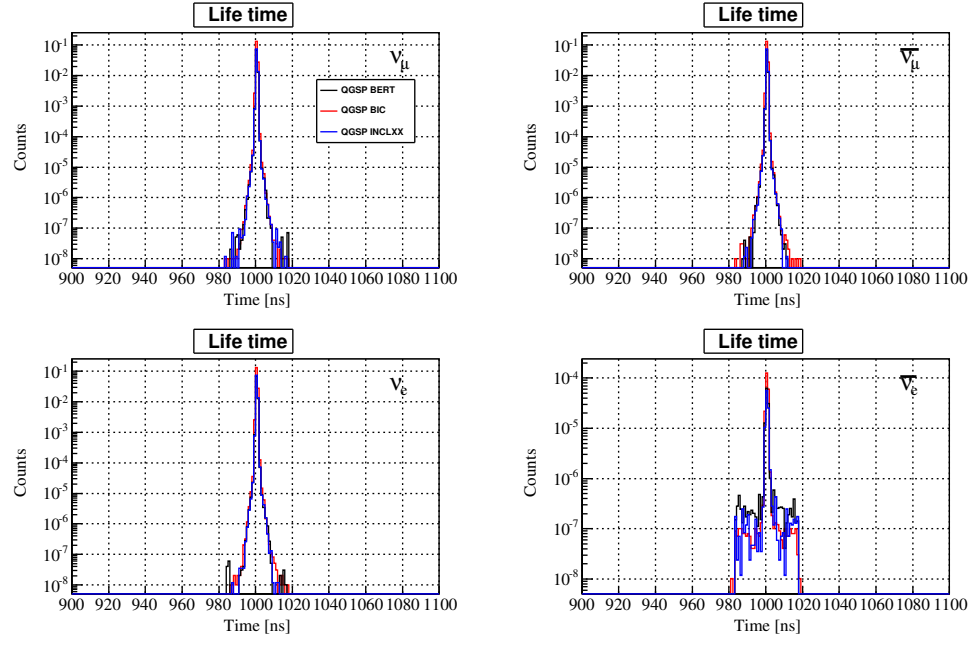 Life time
ν_μ
QGSP BERT
QGSP BIC
QGSP INCLXX
Counts
10⁻¹
10⁻²
10⁻³
10⁻⁴
10⁻⁵
10⁻⁶
10⁻⁷
10⁻⁸
900 920 940 960 980 1000 1020 1040 1060 1080 1100
Time [ns]
Life time
ν̅_μ
Counts
10⁻¹
10⁻²
10⁻³
10⁻⁴
10⁻⁵
10⁻⁶
10⁻⁷
10⁻⁸
900 920 940 960 980 1000 1020 1040 1060 1080 1100
Time [ns]
Life time
ν_e
Counts
10⁻¹
10⁻²
10⁻³
10⁻⁴
10⁻⁵
10⁻⁶
10⁻⁷
10⁻⁸
900 920 940 960 980 1000 1020 1040 1060 1080 1100
Time [ns]
Life time
ν̅_e
Counts
10⁻⁴
10⁻⁵
10⁻⁶
10⁻⁷
10⁻⁸
900 920 940 960 980 1000 1020 1040 1060 1080 1100
Time [ns]